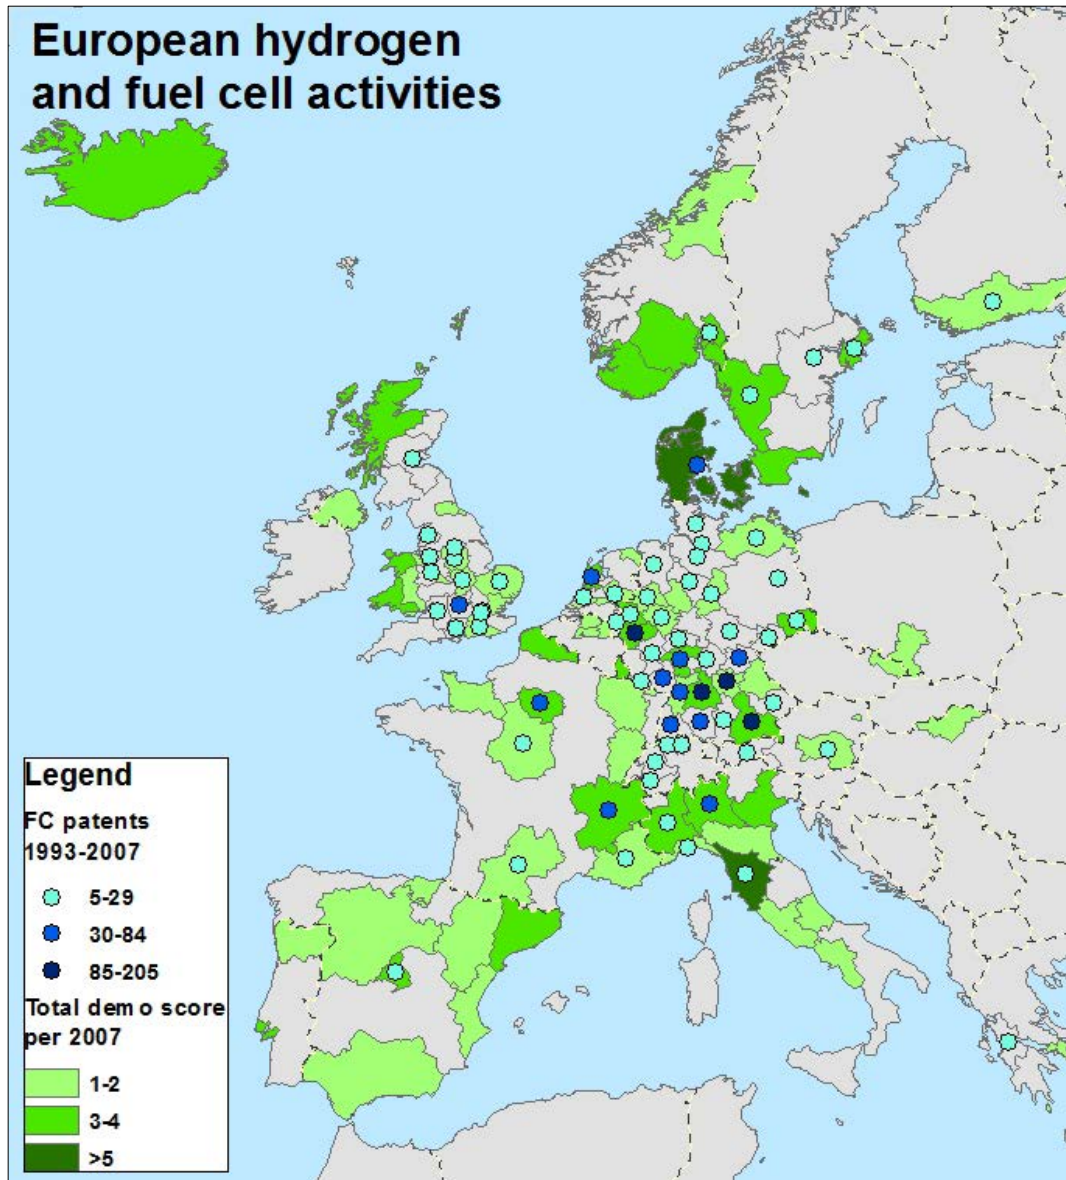 European hydrogen
and fuel cell activities
Legend
FC patents
1993-2007
5-29
30-84
85-205
Total demo score
per 2007
1-2
3-4
>5